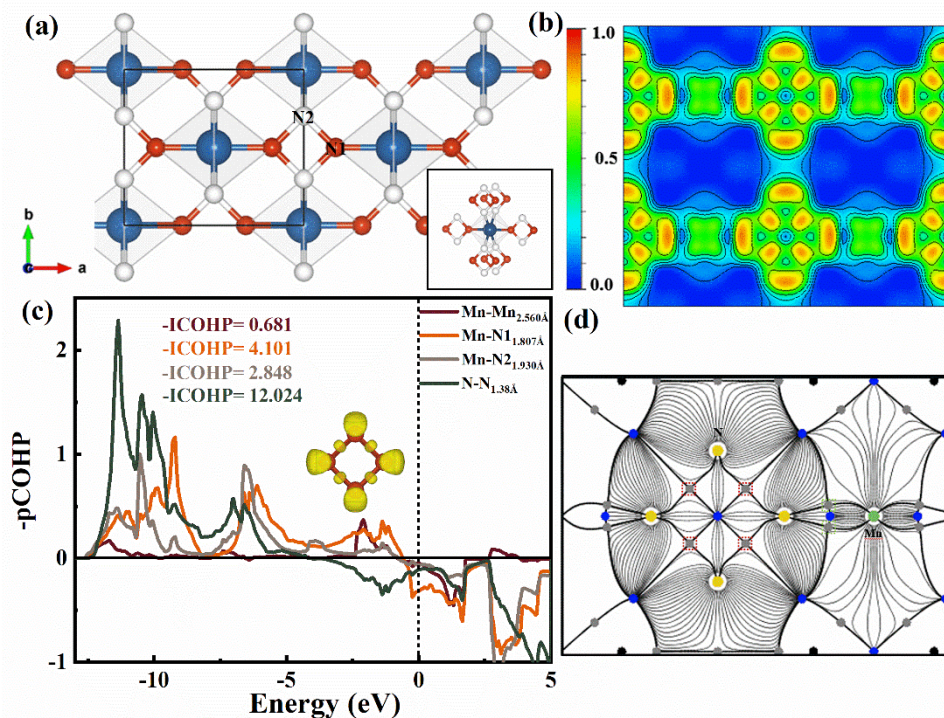 (a)
N2
N1
b
a
(b)
1.0
0.5
0.0
(c)
-ICOHP= 0.681
-ICOHP= 4.101
-ICOHP= 2.848
-ICOHP= 12.024
Mn-Mn2.560Å
Mn-N11.807Å
Mn-N21.930Å
N-N1.38Å
2
1
0
-1
-pCOHP
-10
-5
0
5
Energy (eV)
(d)
N
Mn